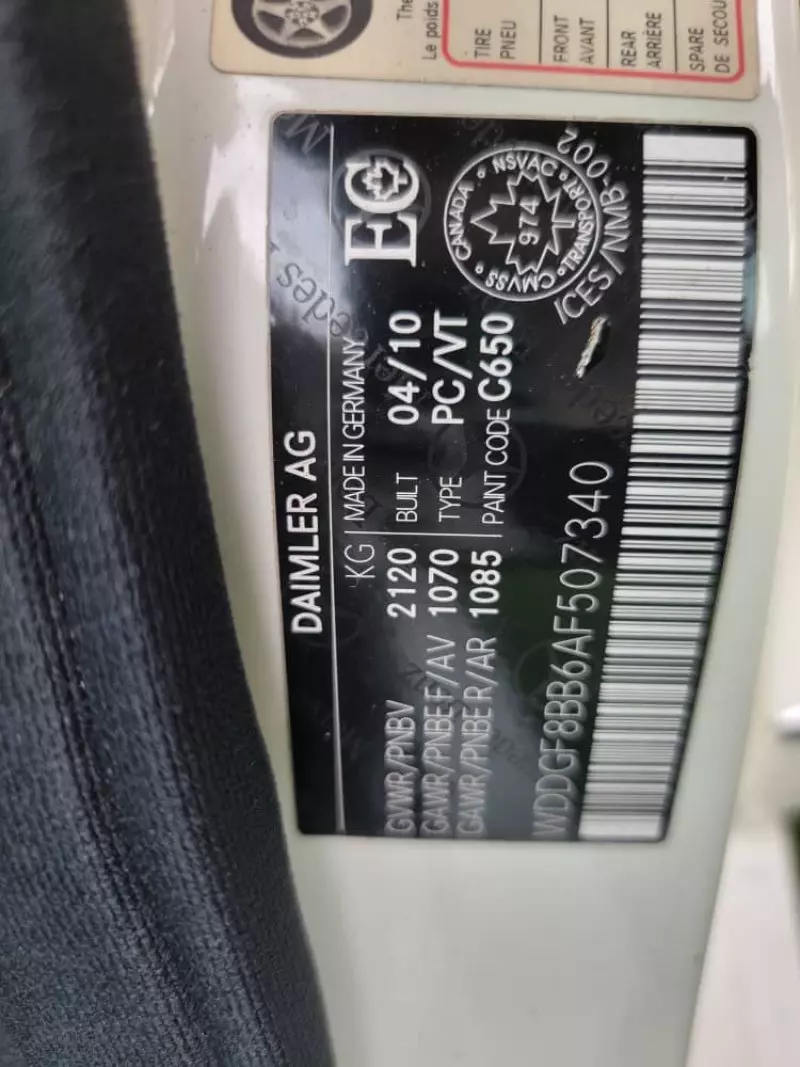 The
Le poids
TIRE
PNEU
FRONT
AVANT
REAR
ARRIÈRE
SPARE
DE SECOU
DAIMLER AG
KG MADE IN GERMANY
GVWR/PNBV 2120 BUILT 04/10
GAWR/PNBE F/AV 1070 TYPE PC/VT
GAWR/PNBE R/AR 1085 PAINT CODE C650
EC
CANADA • NSVAC • TRANSPORT • CMVSS
974
ICES/NMB-002
WDDGF8BB6AF507340